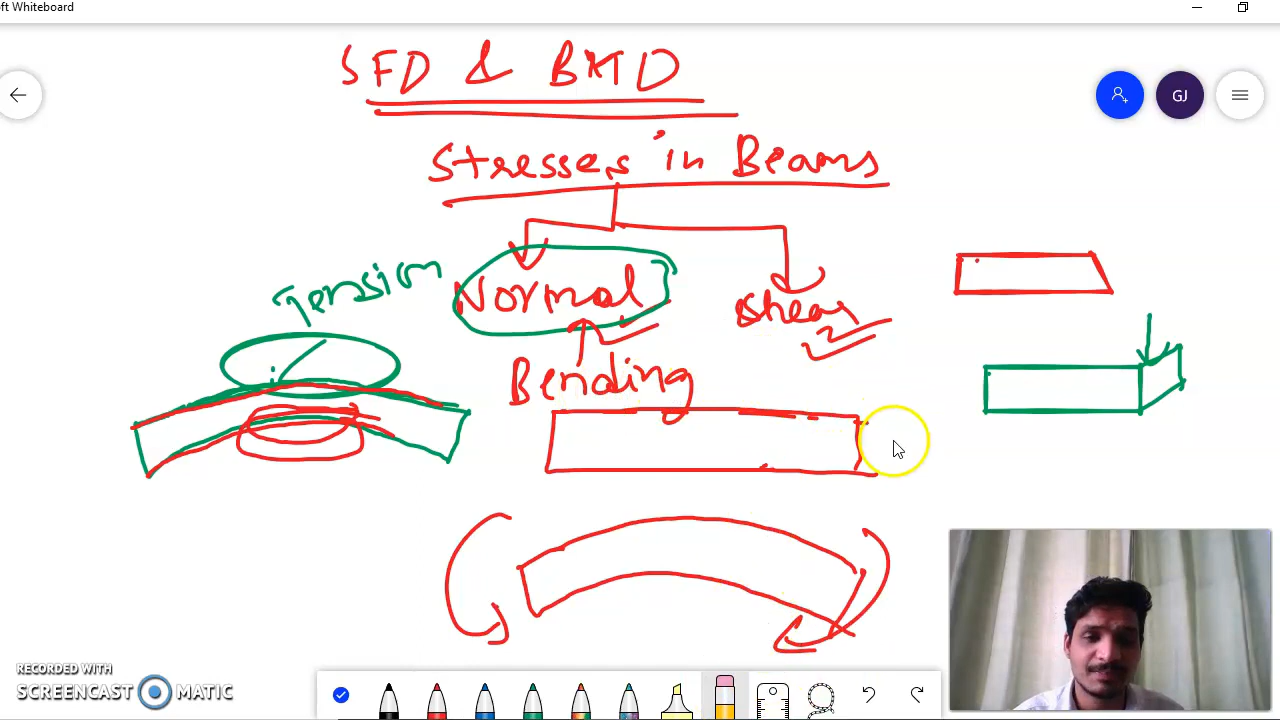 ft Whiteboard
SFD & BMD
Stresses in Beams
GJ
Tension
Normal
Shear
Bending
RECORDED WITH
SCREENCAST MATIC